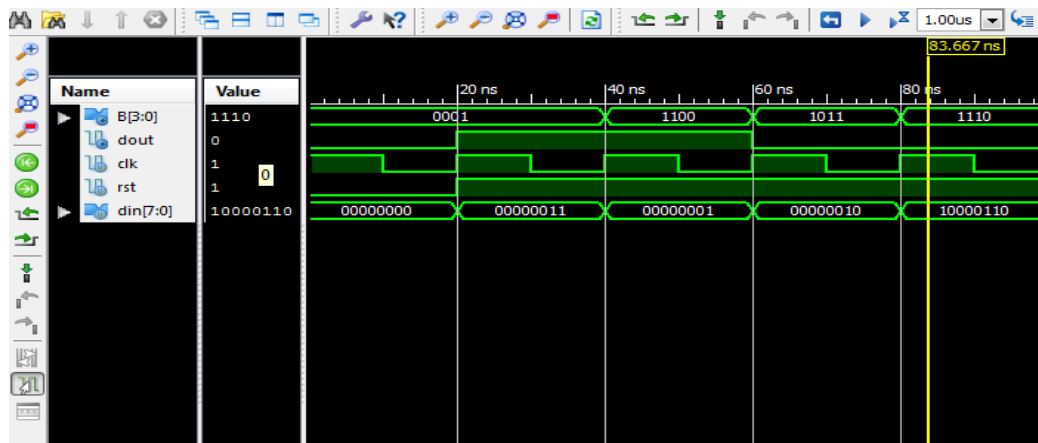 1.00us
83.667 ns
Name Value
20 ns 40 ns 60 ns 80 ns
B[3:0] 1110 0001 1100 1011 1110
dout 0
clk 1
0
rst 1
din[7:0] 10000110 00000000 00000011 00000001 00000010 10000110